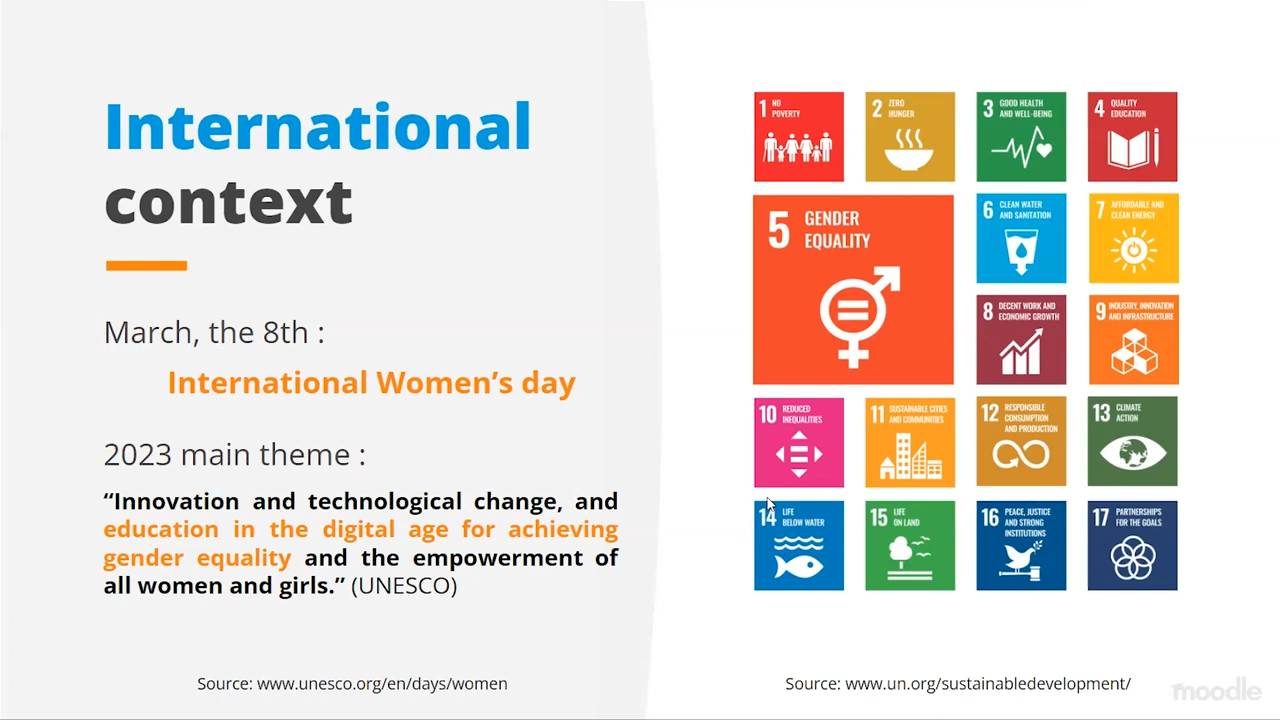 International
context
March, the 8th :
International Women’s day
2023 main theme :
“Innovation and technological change, and
education in the digital age for achieving
gender equality and the empowerment of
all women and girls.” (UNESCO)
Source: www.unesco.org/en/days/women
1 NO
POVERTY
2 ZERO
HUNGER
3 GOOD HEALTH
AND WELL-BEING
4 QUALITY
EDUCATION
5 GENDER
EQUALITY
6 CLEAN WATER
AND SANITATION
7 AFFORDABLE AND
CLEAN ENERGY
8 DECENT WORK AND
ECONOMIC GROWTH
9 INDUSTRY, INNOVATION
AND INFRASTRUCTURE
10 REDUCED
INEQUALITIES
11 SUSTAINABLE CITIES
AND COMMUNITIES
12 RESPONSIBLE
CONSUMPTION
AND PRODUCTION
13 CLIMATE
ACTION
14 LIFE
BELOW WATER
15 LIFE
ON LAND
16 PEACE, JUSTICE
AND STRONG
INSTITUTIONS
17 PARTNERSHIPS
FOR THE GOALS
Source: www.un.org/sustainabledevelopment/
moodle